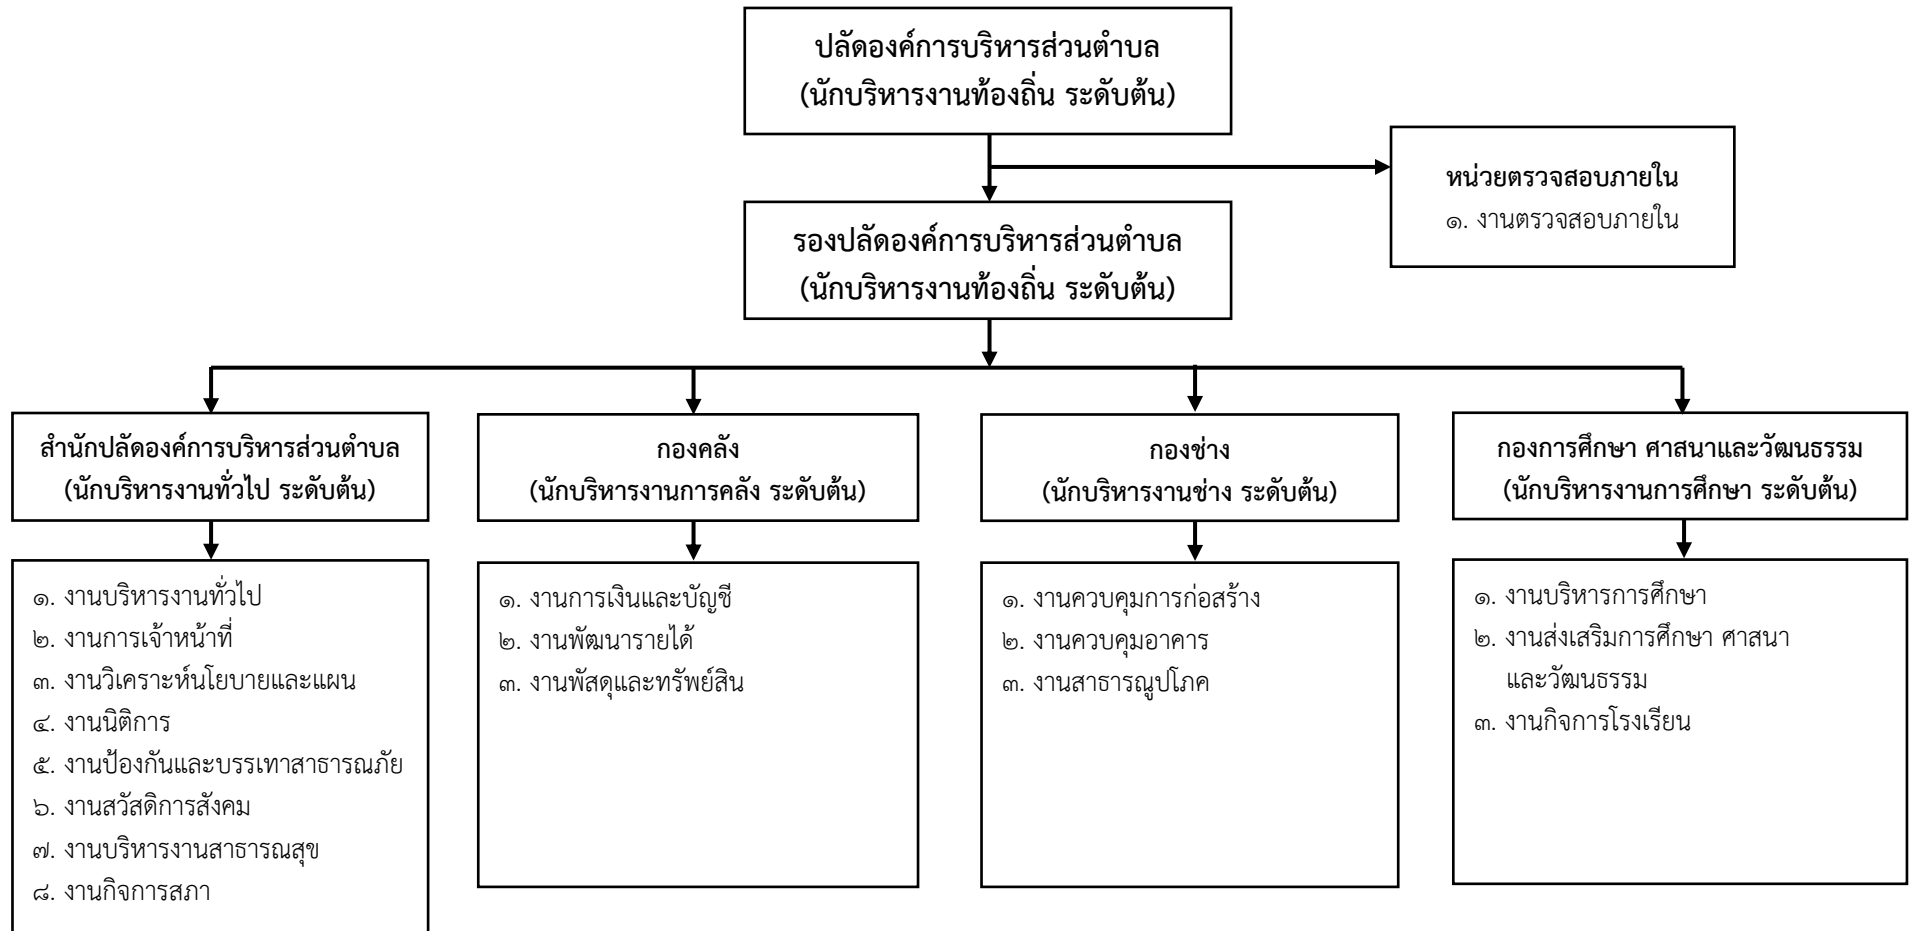 ปลัดองค์การบริหารส่วนตำบล
(นักบริหารงานท้องถิ่น ระดับต้น)
หน่วยตรวจสอบภายใน
๑. งานตรวจสอบภายใน
รองปลัดองค์การบริหารส่วนตำบล
(นักบริหารงานท้องถิ่น ระดับต้น)
สำนักปลัดองค์การบริหารส่วนตำบล
(นักบริหารงานทั่วไป ระดับต้น)
๑. งานบริหารงานทั่วไป
๒. งานการเจ้าหน้าที่
๓. งานวิเคราะห์นโยบายและแผน
๔. งานนิติการ
๕. งานป้องกันและบรรเทาสาธารณภัย
๖. งานสวัสดิการสังคม
๗. งานบริหารงานสาธารณสุข
๘. งานกิจการสภา
กองคลัง
(นักบริหารงานการคลัง ระดับต้น)
๑. งานการเงินและบัญชี
๒. งานพัฒนารายได้
๓. งานพัสดุและทรัพย์สิน
กองช่าง
(นักบริหารงานช่าง ระดับต้น)
๑. งานควบคุมการก่อสร้าง
๒. งานควบคุมอาคาร
๓. งานสาธารณูปโภค
กองการศึกษา ศาสนาและวัฒนธรรม
(นักบริหารงานการศึกษา ระดับต้น)
๑. งานบริหารการศึกษา
๒. งานส่งเสริมการศึกษา ศาสนา
และวัฒนธรรม
๓. งานกิจการโรงเรียน